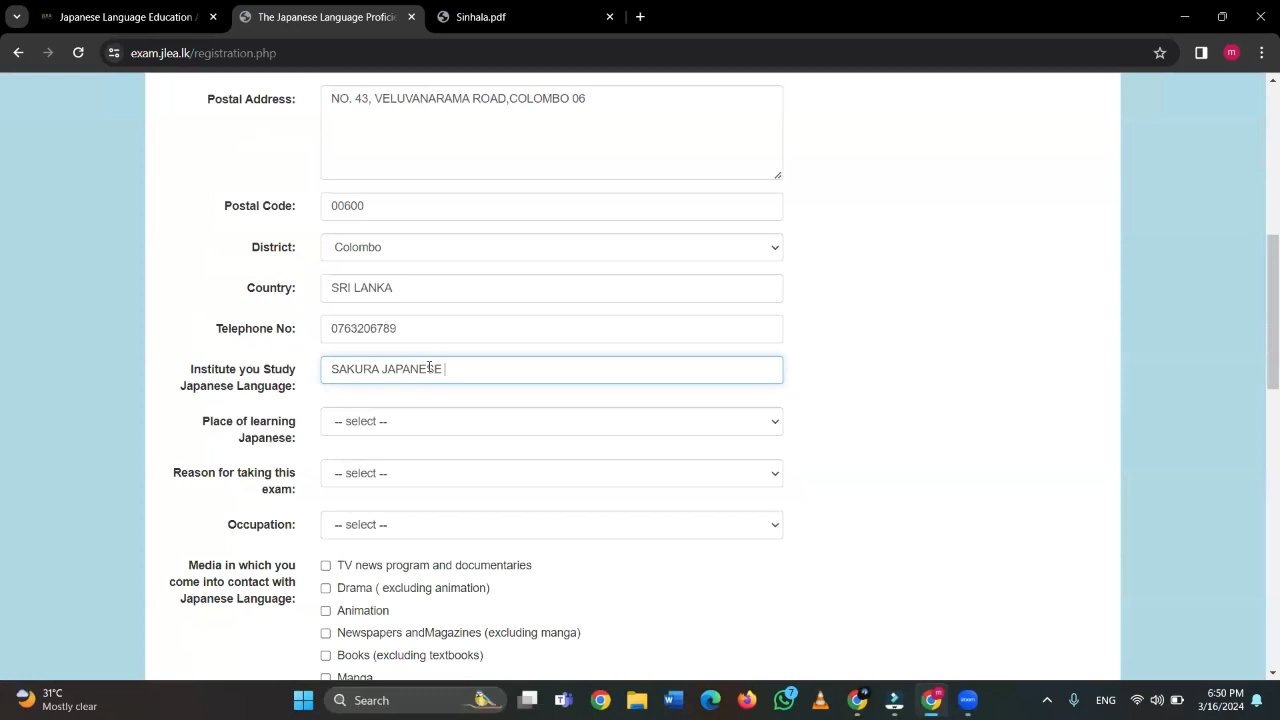 Japanese Language Education
The Japanese Language Profici
Sinhala.pdf
exam.jlea.lk/registration.php
m
Postal Address:
NO. 43, VELUVANARAMA ROAD,COLOMBO 06
Postal Code:
00600
District:
Colombo
Country:
SRI LANKA
Telephone No:
0763206789
Institute you Study
Japanese Language:
SAKURA JAPANESE
Place of learning
Japanese:
-- select --
Reason for taking this
exam:
-- select --
Occupation:
-- select --
Media in which you
come into contact with
Japanese Language:
TV news program and documentaries
Drama ( excluding animation)
Animation
Newspapers andMagazines (excluding manga)
Books (excluding textbooks)
Manga
31°C
Mostly clear
Search
7
zoom
ENG
6:50 PM
3/16/2024